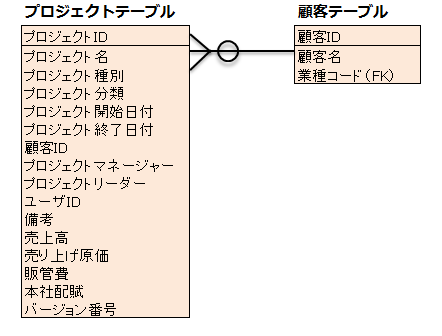 プロジェクトテーブル
プロジェクトID
プロジェクト名
プロジェクト種別
プロジェクト分類
プロジェクト開始日付
プロジェクト終了日付
顧客ID
プロジェクトマネージャー
プロジェクトリーダー
ユーザID
備考
売上高
売り上げ原価
販管費
本社配賦
バージョン番号
顧客テーブル
顧客ID
顧客名
業種コード(FK)